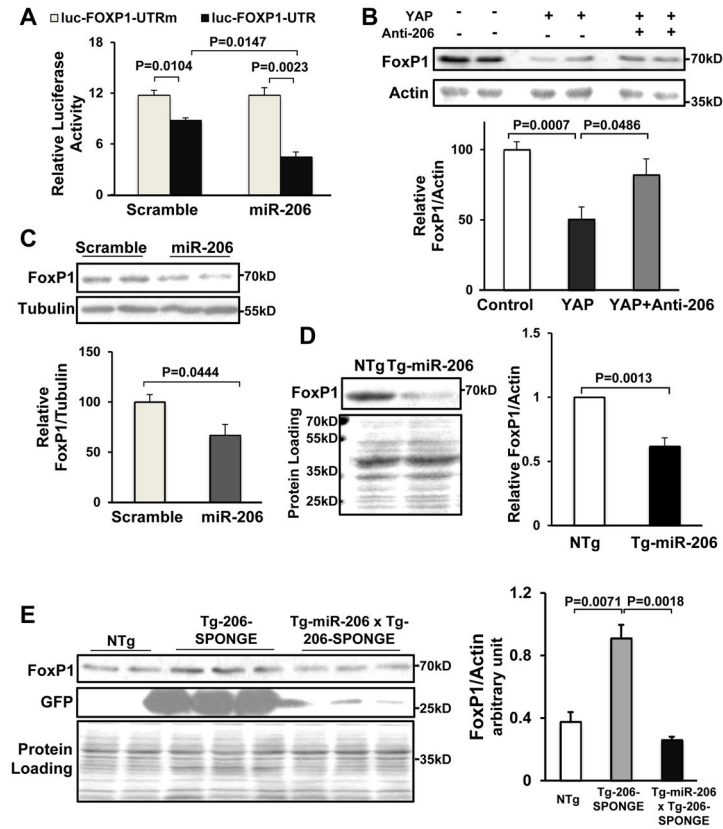 A
luc-FOXP1-UTRm luc-FOXP1-UTR
P=0.0147
P=0.0104 P=0.0023
Relative Luciferase
Activity
18
12
6
0
Scramble miR-206
B
YAP - - + + + +
Anti-206 - - - - + +
FoxP1 70kD
Actin 35kD
P=0.0007 P=0.0486
Relative
FoxP1/Actin
100
50
0
Control YAP YAP+Anti-206
C
Scramble miR-206
FoxP1 70kD
Tubulin 55kD
P=0.0444
Relative
FoxP1/Tubulin
150
100
50
0
Scramble miR-206
D
NTg Tg-miR-206
FoxP1 70kD
Protein Loading
70kD
55kD
35kD
25kD
P=0.0013
Relative FoxP1/Actin
1.5
1
0.5
0
NTg Tg-miR-206
E
NTg
Tg-206-
SPONGE
Tg-miR-206 x Tg-
206-SPONGE
FoxP1 70kD
GFP 25kD
Protein
Loading
35kD
P=0.0071 P=0.0018
FoxP1/Actin
arbitrary unit
1.2
0.8
0.4
0
NTg
Tg-206-
SPONGE
Tg-miR-206
x Tg-206-
SPONGE